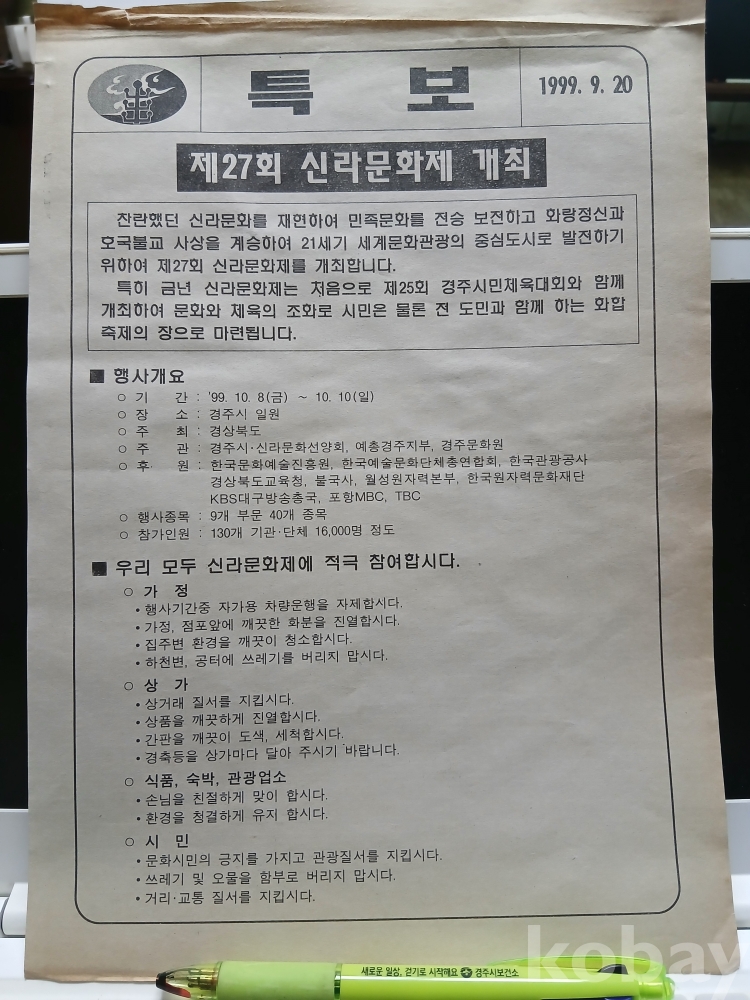 특 보
1999. 9. 20
제27회 신라문화제 개최
찬란했던 신라문화를 재현하여 민족문화를 전승 보전하고 화랑정신과
호국불교 사상을 계승하여 21세기 세계문화관광의 중심도시로 발전하기
위하여 제27회 신라문화제를 개최합니다.
특히 금년 신라문화제는 처음으로 제25회 경주시민체육대회와 함께
개최하여 문화와 체육의 조화로 시민은 물론 전 도민과 함께 하는 화합
축제의 장으로 마련됩니다.
■ 행사개요
○ 기 간 : '99. 10. 8(금) ~ 10. 10(일)
○ 장 소 : 경주시 일원
○ 주 최 : 경상북도
○ 주 관 : 경주시·신라문화선양회, 예총경주지부, 경주문화원
○ 후 원 : 한국문화예술진흥원, 한국예술문화단체총연합회, 한국관광공사
경상북도교육청, 불국사, 월성원자력본부, 한국원자력문화재단
KBS대구방송총국, 포항MBC, TBC
○ 행사종목 : 9개 부문 40개 종목
○ 참가인원 : 130개 기관·단체 16,000명 정도
■ 우리 모두 신라문화제에 적극 참여합시다.
○ 가 정
• 행사기간중 자가용 차량운행을 자제합시다.
• 가정, 점포앞에 깨끗한 화분을 진열합시다.
• 집주변 환경을 깨끗이 청소합시다.
• 하천변, 공터에 쓰레기를 버리지 맙시다.
○ 상 가
• 상거래 질서를 지킵시다.
• 상품을 깨끗하게 진열합시다.
• 간판을 깨끗이 도색, 세척합시다.
• 경축등을 상가마다 달아 주시기 바랍니다.
○ 식품, 숙박, 관광업소
• 손님을 친절하게 맞이 합시다.
• 환경을 청결하게 유지 합시다.
○ 시 민
• 문화시민의 긍지를 가지고 관광질서를 지킵시다.
• 쓰레기 및 오물을 함부로 버리지 맙시다.
• 거리·교통 질서를 지킵시다.
새로운 일상, 걷기로 시작해요 경주시보건소
kobay